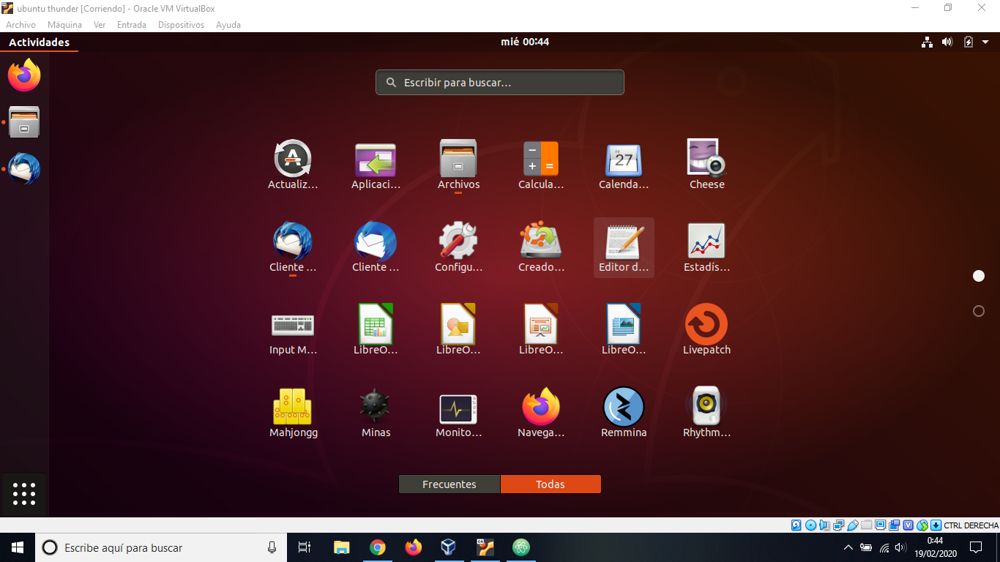 ubuntu thunder [Corriendo] - Oracle VM VirtualBox
Archivo Máquina Ver Entrada Dispositivos Ayuda
Actividades mié 00:44
Escribir para buscar...
Actualiz... Aplicaci... Archivos Calcula... Calenda... Cheese
Cliente ... Cliente ... Configu... Creado... Editor d... Estadís...
Input M... LibreO... LibreO... LibreO... LibreO... Livepatch
Mahjongg Minas Monito... Navega... Remmina Rhythm...
Frecuentes Todas
CTRL DERECHA
Escribe aquí para buscar
0:44
19/02/2020